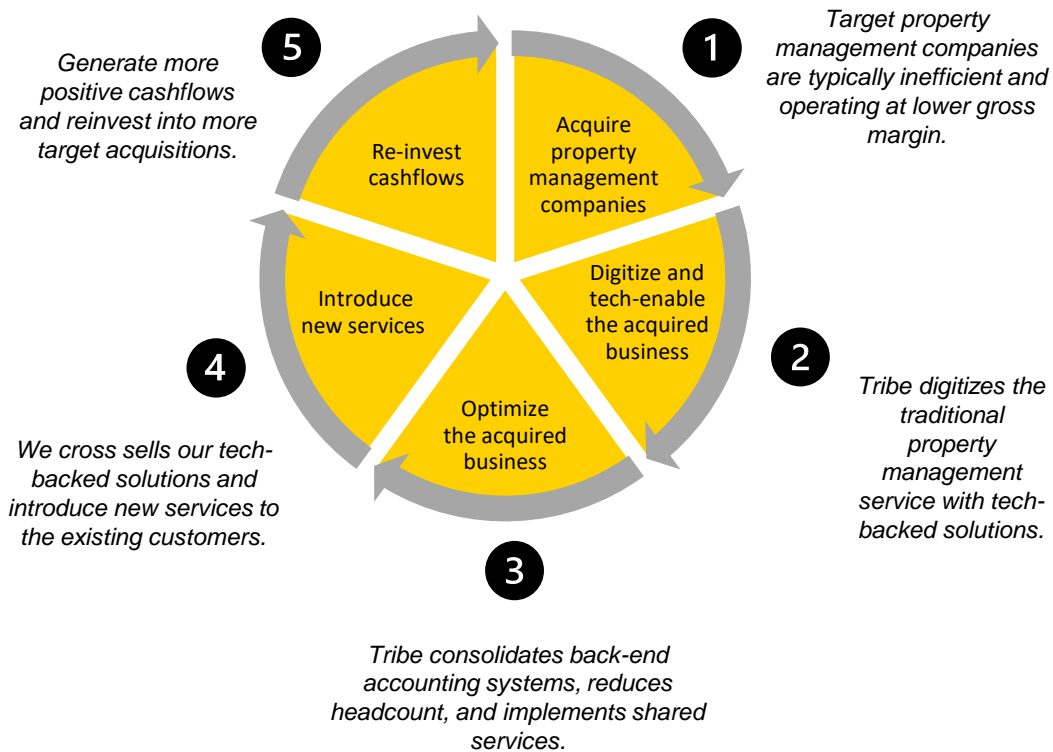 1
Target property
management companies
are typically inefficient and
operating at lower gross
margin.
Acquire
property
management
companies
2
Tribe digitizes the
traditional
property
management
service with tech-
backed solutions.
Digitize and
tech-enable
the acquired
business
3
Tribe consolidates back-end
accounting systems, reduces
headcount, and implements shared
services.
Optimize
the acquired
business
4
We cross sells our tech-
backed solutions and
introduce new services to
the existing customers.
Introduce
new services
5
Generate more
positive cashflows
and reinvest into more
target acquisitions.
Re-invest
cashflows